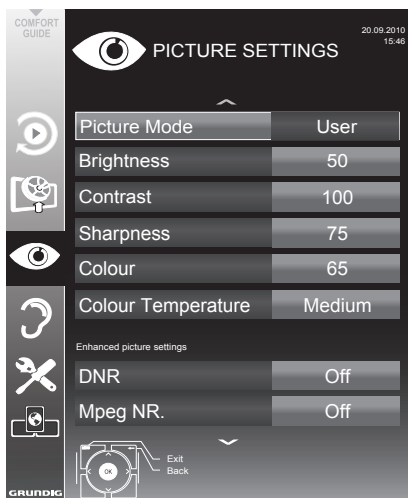 COMFORT
GUIDE
PICTURE SETTINGS
20.09.2010
15:46
Picture Mode User
Brightness 50
Contrast 100
Sharpness 75
Colour 65
Colour Temperature Medium
Enhanced picture settings
DNR Off
Mpeg NR. Off
Exit
Back
OK
GRUNDIG